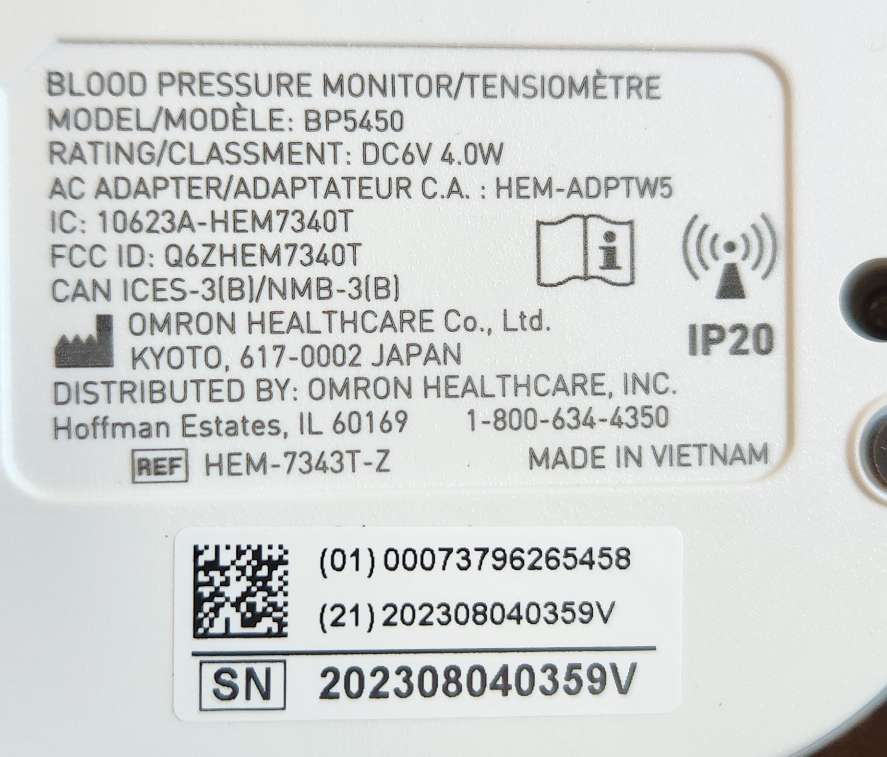 BLOOD PRESSURE MONITOR/TENSIOMÈTRE
MODEL/MODÈLE: BP5450
RATING/CLASSMENT: DC6V 4.0W
AC ADAPTER/ADAPTATEUR C.A. : HEM-ADPTW5
IC: 10623A-HEM7340T
FCC ID: Q6ZHEM7340T
CAN ICES-3(B)/NMB-3(B)
OMRON HEALTHCARE Co., Ltd.
KYOTO, 617-0002 JAPAN
IP20
DISTRIBUTED BY: OMRON HEALTHCARE, INC.
Hoffman Estates, IL 60169 1-800-634-4350
REF HEM-7343T-Z MADE IN VIETNAM
(01) 00073796265458
(21) 202308040359V
SN 202308040359V